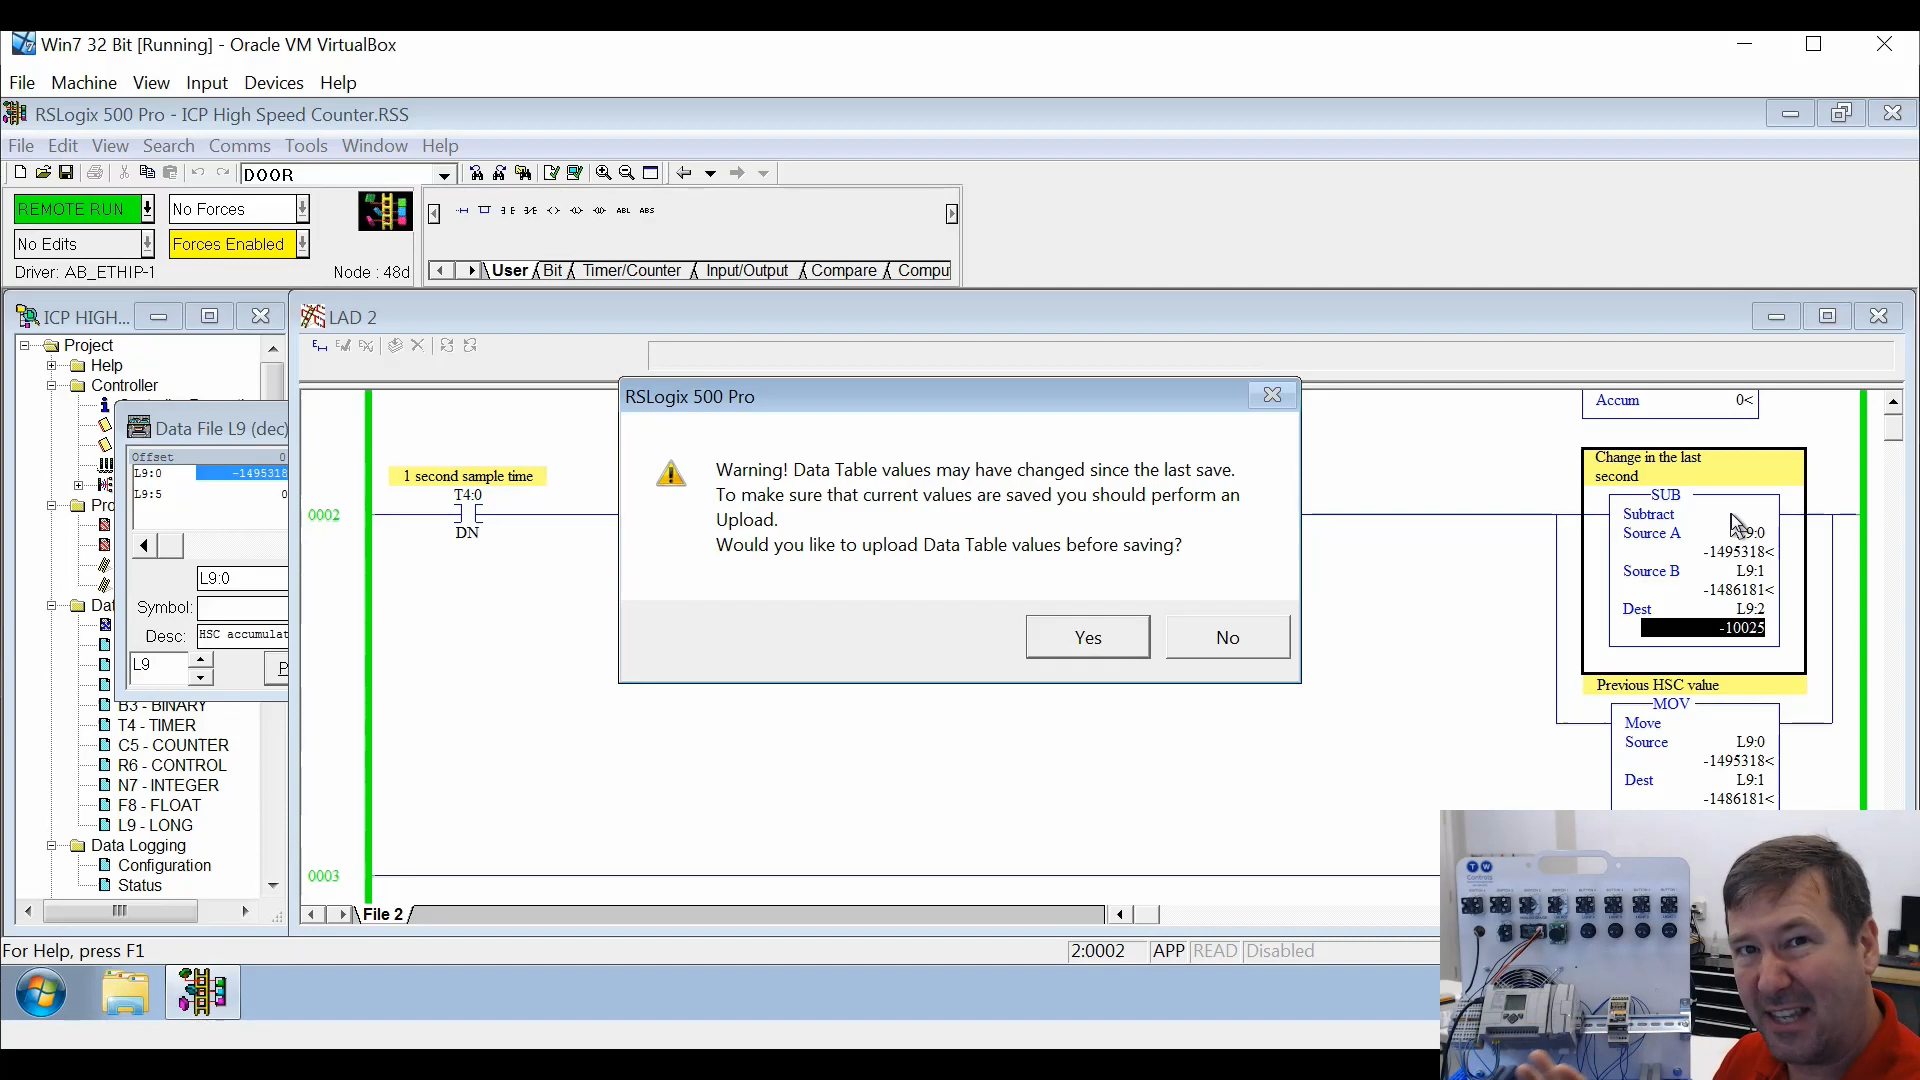 Win7 32 Bit [Running] - Oracle VM VirtualBox
File Machine View Input Devices Help
RSLogix 500 Pro - ICP High Speed Counter.RSS
File Edit View Search Comms Tools Window Help
DOOR
REMOTE RUN
No Forces
No Edits
Forces Enabled
Driver: AB_ETHIP-1
Node : 48d
ABL
ABS
User Bit Timer/Counter Input/Output Compare Compu
ICP HIGH...
Project
Help
Controller
Data File L9 (dec)
Offset 0
L9:0 -1495318
L9:5 0
Pro
L9:0
Symbol:
Dat
Desc: HSC accumulat
L9
P
B3 - BINARY
T4 - TIMER
C5 - COUNTER
R6 - CONTROL
N7 - INTEGER
F8 - FLOAT
L9 - LONG
Data Logging
Configuration
Status
LAD 2
0002
1 second sample time
T4:0
DN
RSLogix 500 Pro
Warning! Data Table values may have changed since the last save.
To make sure that current values are saved you should perform an
Upload.
Would you like to upload Data Table values before saving?
Yes
No
Accum 0<
Change in the last
second
SUB
Subtract
Source A L9:0
-1495318<
Source B L9:1
-1486181<
Dest L9:2
-10025
Previous HSC value
MOV
Move
Source L9:0
-1495318<
Dest L9:1
-1486181<
0003
File 2
For Help, press F1
2:0002 APP READ Disabled
T W
Controls